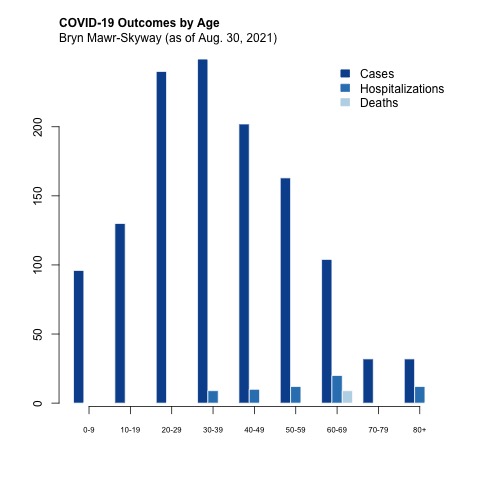 COVID-19 Outcomes by Age
Bryn Mawr-Skyway (as of Aug. 30, 2021)
Cases
Hospitalizations
Deaths
200
150
100
50
0
0-9 10-19 20-29 30-39 40-49 50-59 60-69 70-79 80+